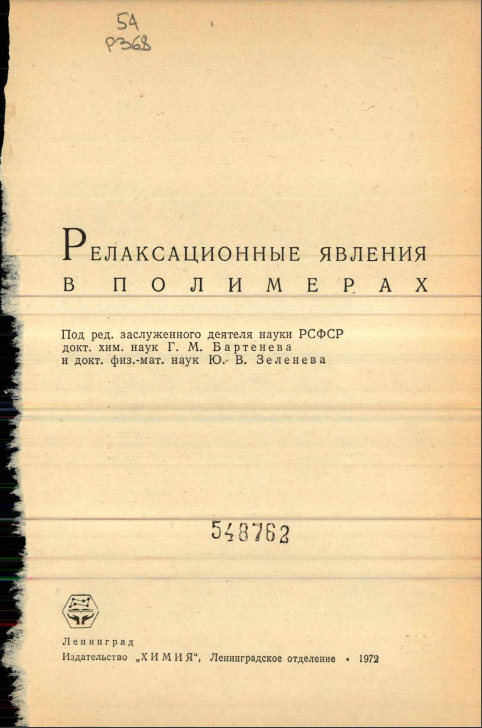 54
Р368
РЕЛАКСАЦИОННЫЕ ЯВЛЕНИЯ
В ПОЛИМЕРАХ
Под ред. заслуженного деятеля науки РСФСР
докт. хим. наук Г. М. Бартенева
и докт. физ.-мат. наук Ю. В. Зеленева
548762
Ленинград
Издательство „ХИМИЯ“, Ленинградское отделение • 1972